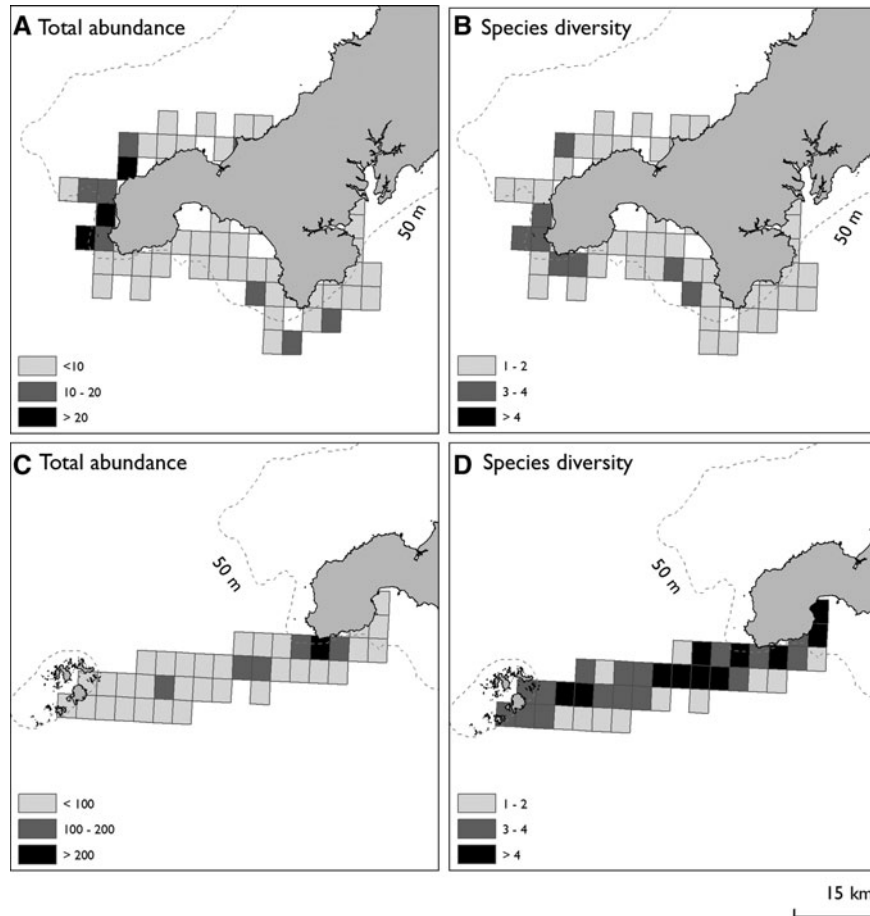 A Total abundance
50 m
<10
10 - 20
> 20
B Species diversity
50 m
1 - 2
3 - 4
> 4
C Total abundance
50 m
< 100
100 - 200
> 200
D Species diversity
50 m
1 - 2
3 - 4
> 4
15 km